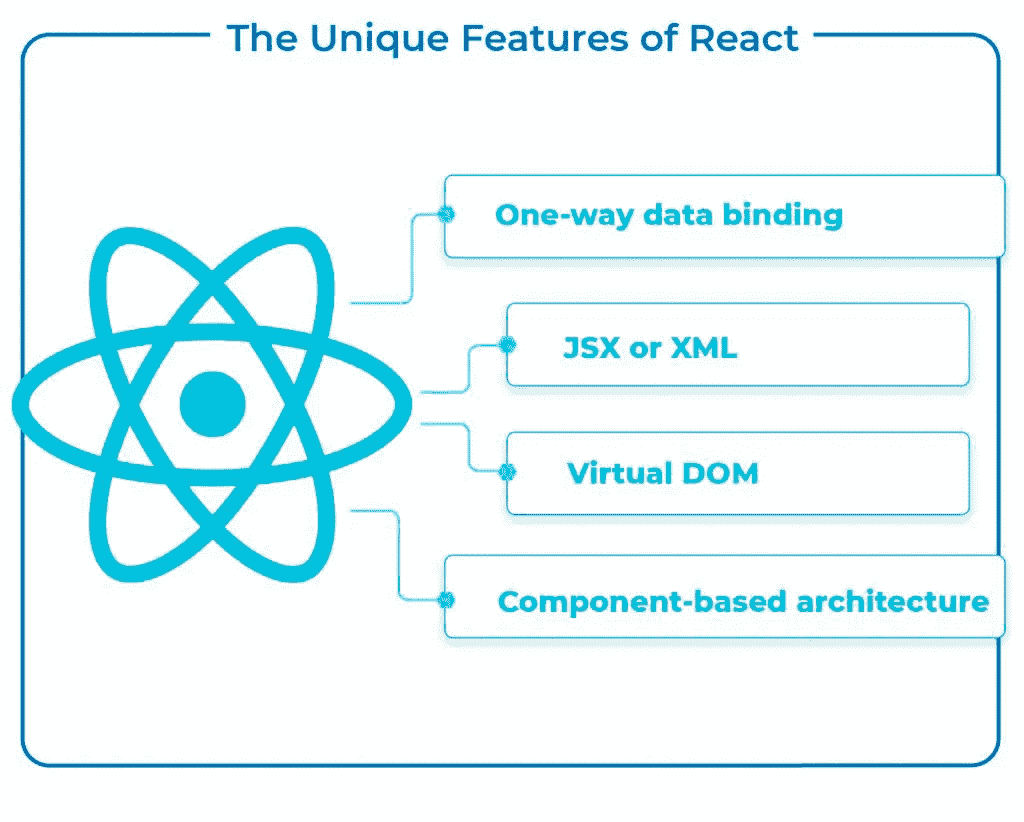 The Unique Features of React
One-way data binding
JSX or XML
Virtual DOM
Component-based architecture